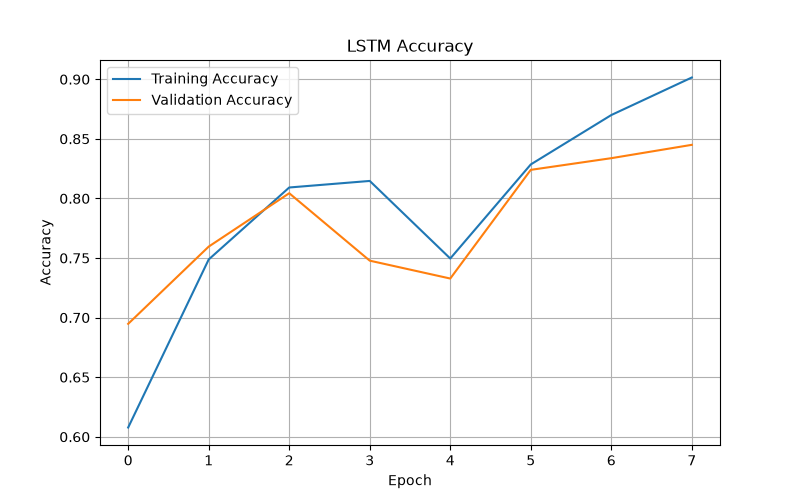 LSTM Accuracy
Training Accuracy
Validation Accuracy
Accuracy
0.90
0.85
0.80
0.75
0.70
0.65
0.60
0 1 2 3 4 5 6 7
Epoch